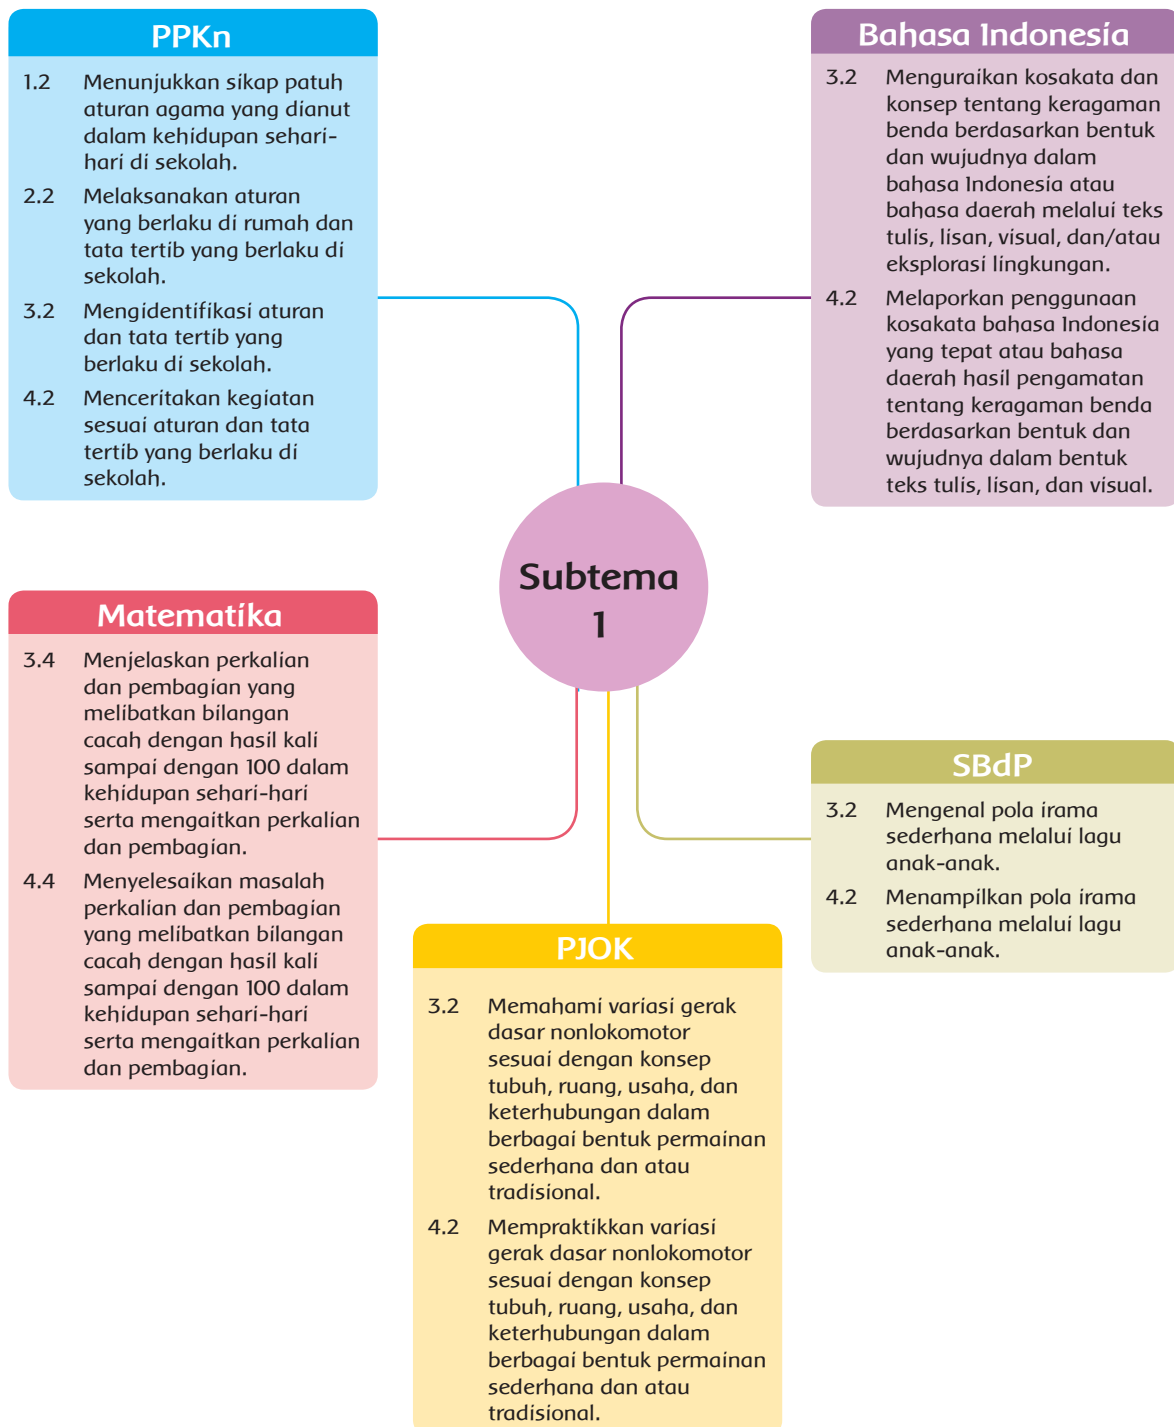 PPKn
1.2 Menunjukkan sikap patuh
aturan agama yang dianut
dalam kehidupan sehari-
hari di sekolah.
2.2 Melaksanakan aturan
yang berlaku di rumah dan
tata tertib yang berlaku di
sekolah.
3.2 Mengidentifikasi aturan
dan tata tertib yang
berlaku di sekolah.
4.2 Menceritakan kegiatan
sesuai aturan dan tata
tertib yang berlaku di
sekolah.
Bahasa Indonesia
3.2 Menguraikan kosakata dan
konsep tentang keragaman
benda berdasarkan bentuk
dan wujudnya dalam
bahasa Indonesia atau
bahasa daerah melalui teks
tulis, lisan, visual, dan/atau
eksplorasi lingkungan.
4.2 Melaporkan penggunaan
kosakata bahasa Indonesia
yang tepat atau bahasa
daerah hasil pengamatan
tentang keragaman benda
berdasarkan bentuk dan
wujudnya dalam bentuk
teks tulis, lisan, dan visual.
Subtema
1
Matematika
3.4 Menjelaskan perkalian
dan pembagian yang
melibatkan bilangan
cacah dengan hasil kali
sampai dengan 100 dalam
kehidupan sehari-hari
serta mengaitkan perkalian
dan pembagian.
4.4 Menyelesaikan masalah
perkalian dan pembagian
yang melibatkan bilangan
cacah dengan hasil kali
sampai dengan 100 dalam
kehidupan sehari-hari
serta mengaitkan perkalian
dan pembagian.
SBdP
3.2 Mengenal pola irama
sederhana melalui lagu
anak-anak.
4.2 Menampilkan pola irama
sederhana melalui lagu
anak-anak.
PJOK
3.2 Memahami variasi gerak
dasar nonlokomotor
sesuai dengan konsep
tubuh, ruang, usaha, dan
keterhubungan dalam
berbagai bentuk permainan
sederhana dan atau
tradisional.
4.2 Mempraktikkan variasi
gerak dasar nonlokomotor
sesuai dengan konsep
tubuh, ruang, usaha, dan
keterhubungan dalam
berbagai bentuk permainan
sederhana dan atau
tradisional.